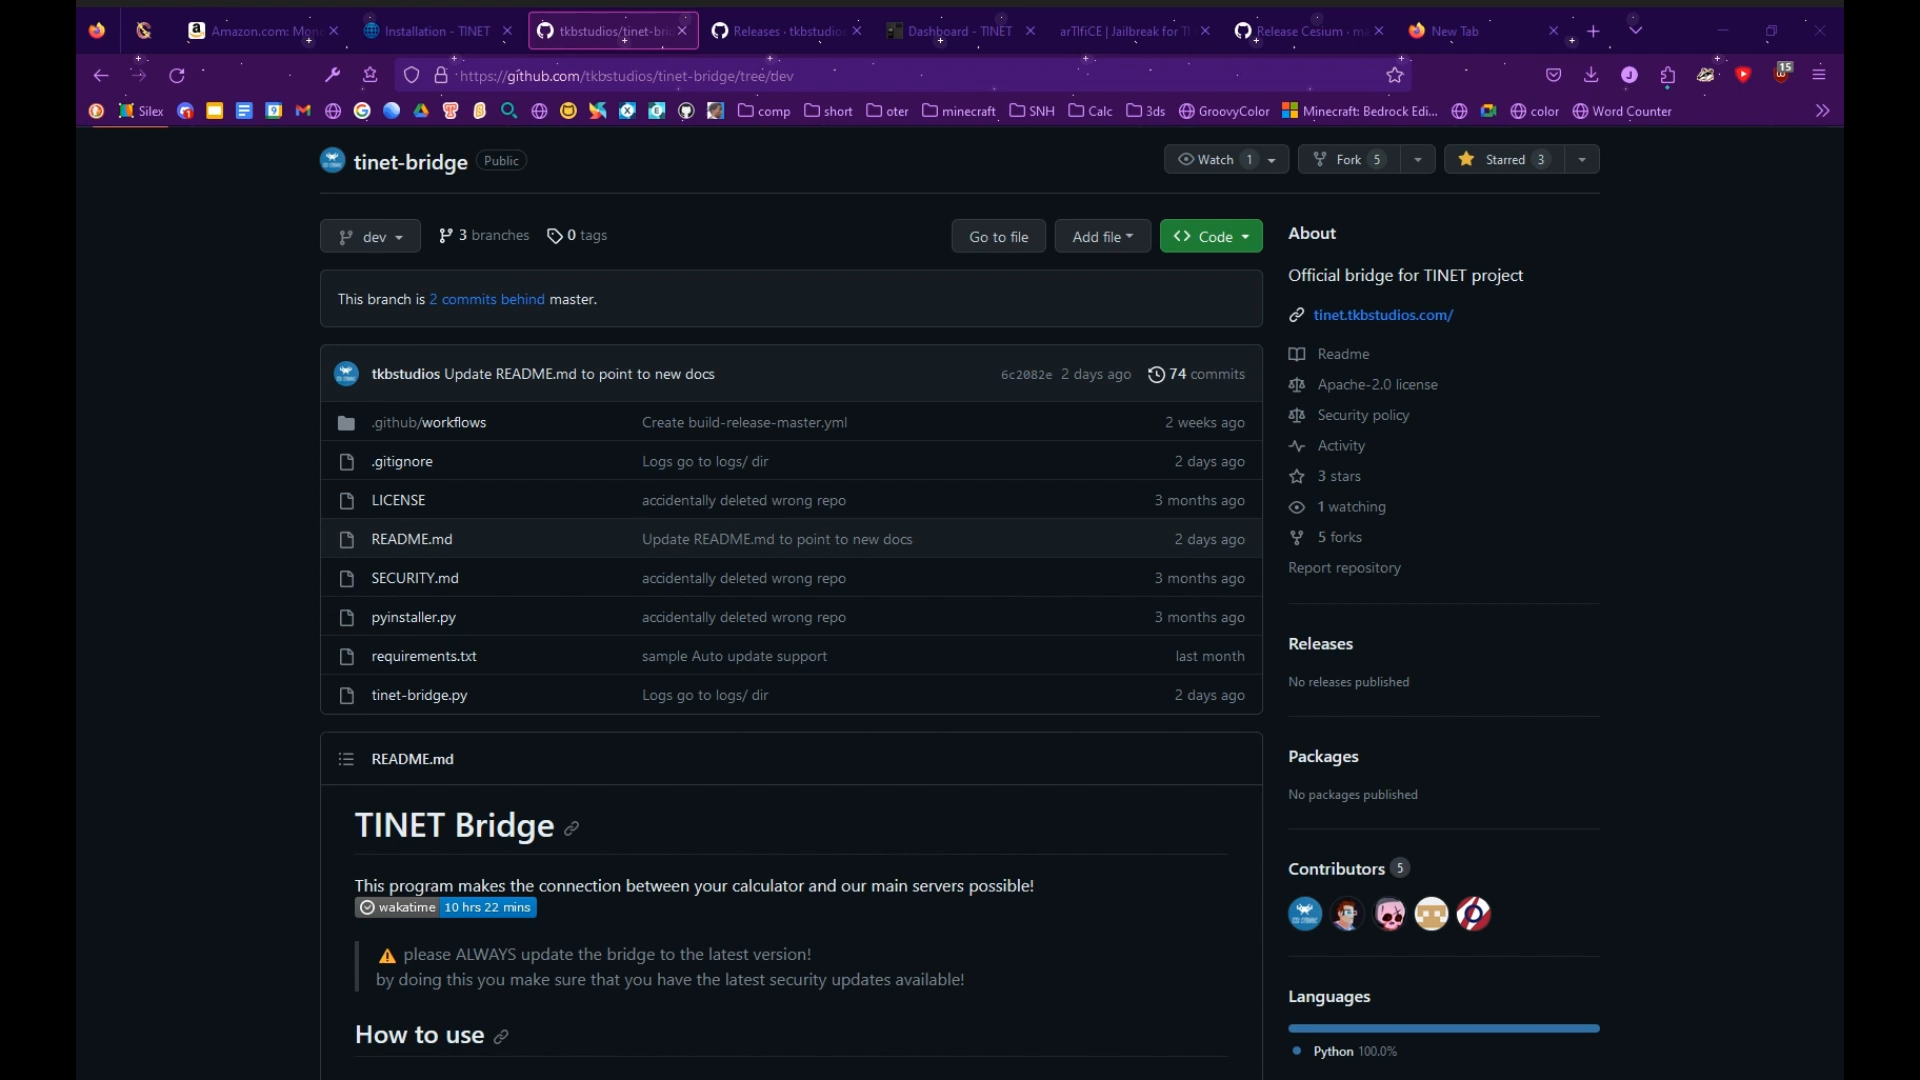 Amazon.com: Mon
Installation - TINET
tkbstudios/tinet-bri
Releases · tkbstudio
Dashboard - TINET
arTIfiCE | Jailbreak for TI
Release Cesium · m
New Tab
https://github.com/tkbstudios/tinet-bridge/tree/dev
15
Silex
comp
short
oter
minecraft
SNH
Calc
3ds
GroovyColor
Minecraft: Bedrock Edi...
color
Word Counter
tinet-bridge Public
Watch 1
Fork 5
Starred 3
dev
3 branches
0 tags
Go to file
Add file
Code
This branch is 2 commits behind master.
tkbstudios Update README.md to point to new docs 6c2082e 2 days ago 74 commits
.github/workflows Create build-release-master.yml 2 weeks ago
.gitignore Logs go to logs/ dir 2 days ago
LICENSE accidentally deleted wrong repo 3 months ago
README.md Update README.md to point to new docs 2 days ago
SECURITY.md accidentally deleted wrong repo 3 months ago
pyinstaller.py accidentally deleted wrong repo 3 months ago
requirements.txt sample Auto update support last month
tinet-bridge.py Logs go to logs/ dir 2 days ago
README.md
TINET Bridge
This program makes the connection between your calculator and our main servers possible!
wakatime 10 hrs 22 mins
please ALWAYS update the bridge to the latest version!
by doing this you make sure that you have the latest security updates available!
How to use
About
Official bridge for TINET project
tinet.tkbstudios.com/
Readme
Apache-2.0 license
Security policy
Activity
3 stars
1 watching
5 forks
Report repository
Releases
No releases published
Packages
No packages published
Contributors 5
Languages
Python 100.0%